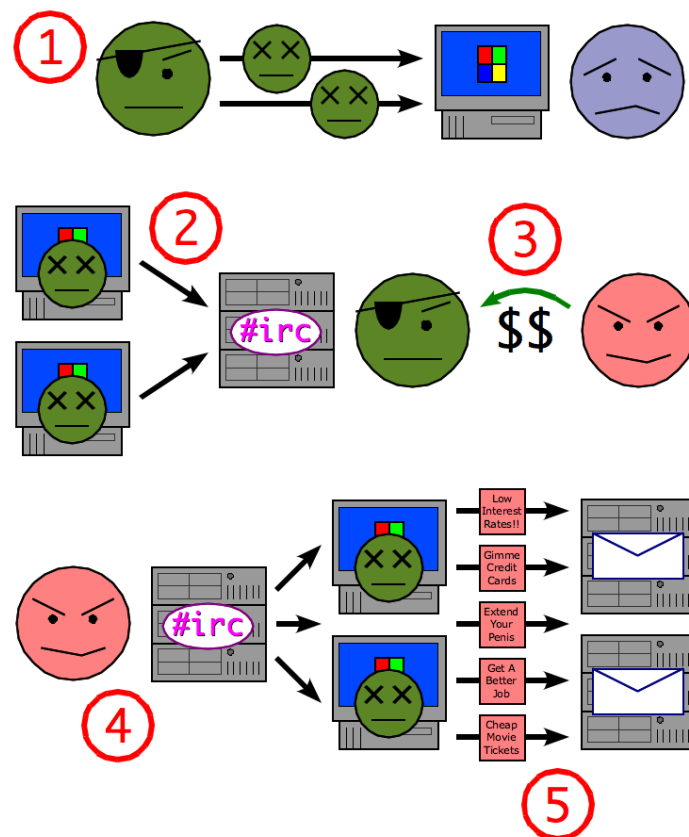 1
2
3
#irc
$$
Low
Interest
Rates!!
Gimme
Credit
Cards
#irc
Extend
Your
Penis
Get A
Better
Job
4
Cheap
Movie
Tickets
5